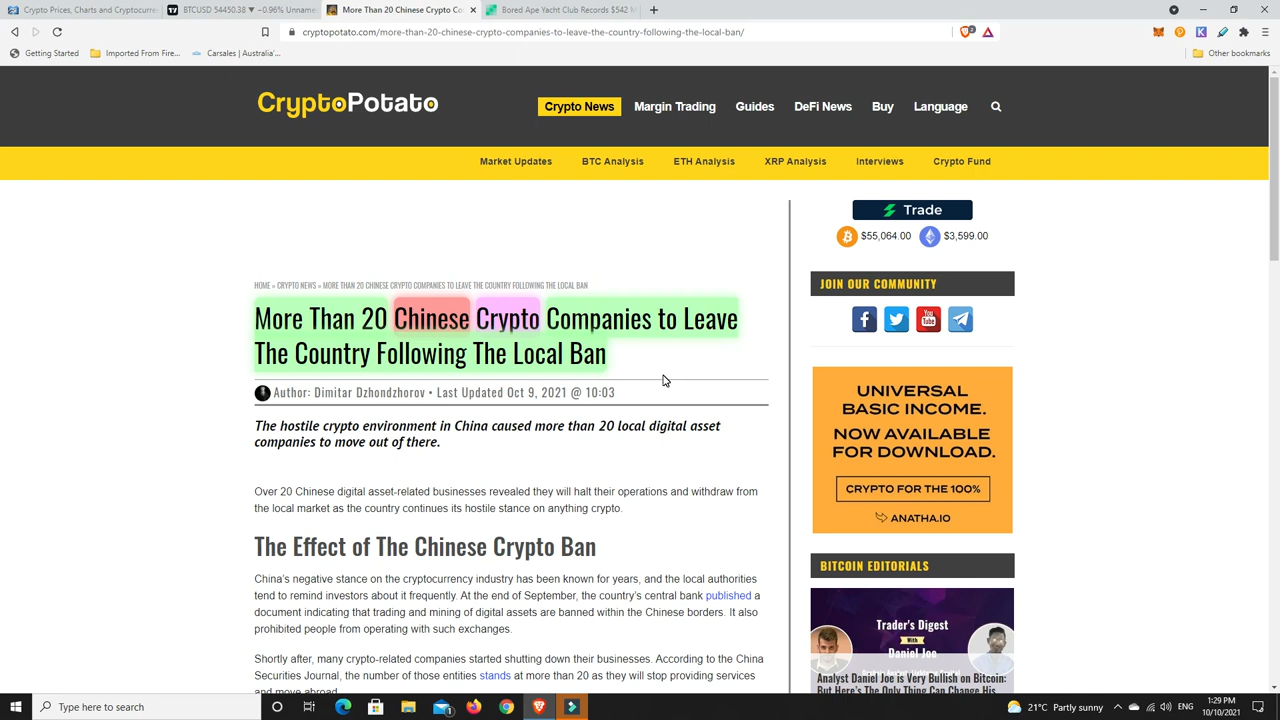 Crypto Prices, Charts and Cryptocurr
BTCUSD 54450.38 ▼ −0.96% Unname
More Than 20 Chinese Crypto Co
Bored Ape Yacht Club Records $542 M
cryptopotato.com/more-than-20-chinese-crypto-companies-to-leave-the-country-following-the-local-ban/
Getting Started
Imported From Fire...
Carsales | Australia'...
Other bookmarks
CryptoPotato
Crypto News
Margin Trading
Guides
DeFi News
Buy
Language
Market Updates
BTC Analysis
ETH Analysis
XRP Analysis
Interviews
Crypto Fund
HOME » CRYPTO NEWS » MORE THAN 20 CHINESE CRYPTO COMPANIES TO LEAVE THE COUNTRY FOLLOWING THE LOCAL BAN
More Than 20 Chinese Crypto Companies to Leave
The Country Following The Local Ban
Author: Dimitar Dzhondzhorov • Last Updated Oct 9, 2021 @ 10:03
The hostile crypto environment in China caused more than 20 local digital asset
companies to move out of there.
Over 20 Chinese digital asset-related businesses revealed they will halt their operations and withdraw from
the local market as the country continues its hostile stance on anything crypto.
The Effect of The Chinese Crypto Ban
China's negative stance on the cryptocurrency industry has been known for years, and the local authorities
tend to remind investors about it frequently. At the end of September, the country's central bank published a
document indicating that trading and mining of digital assets are banned within the Chinese borders. It also
prohibited people from operating with such exchanges.
Shortly after, many crypto-related companies started shutting down their businesses. According to the China
Securities Journal, the number of those entities stands at more than 20 as they will stop providing services
and move abroad.
Trade
$55,064.00
$3,599.00
JOIN OUR COMMUNITY
UNIVERSAL
BASIC INCOME.
NOW AVAILABLE
FOR DOWNLOAD.
CRYPTO FOR THE 100%
ANATHA.IO
BITCOIN EDITORIALS
Trader's Digest
With
Daniel Joe
Analyst Daniel Joe is Very Bullish on Bitcoin:
But Here's The Only Thing Can Change His
Type here to search
21°C Partly sunny
1:29 PM
10/10/2021